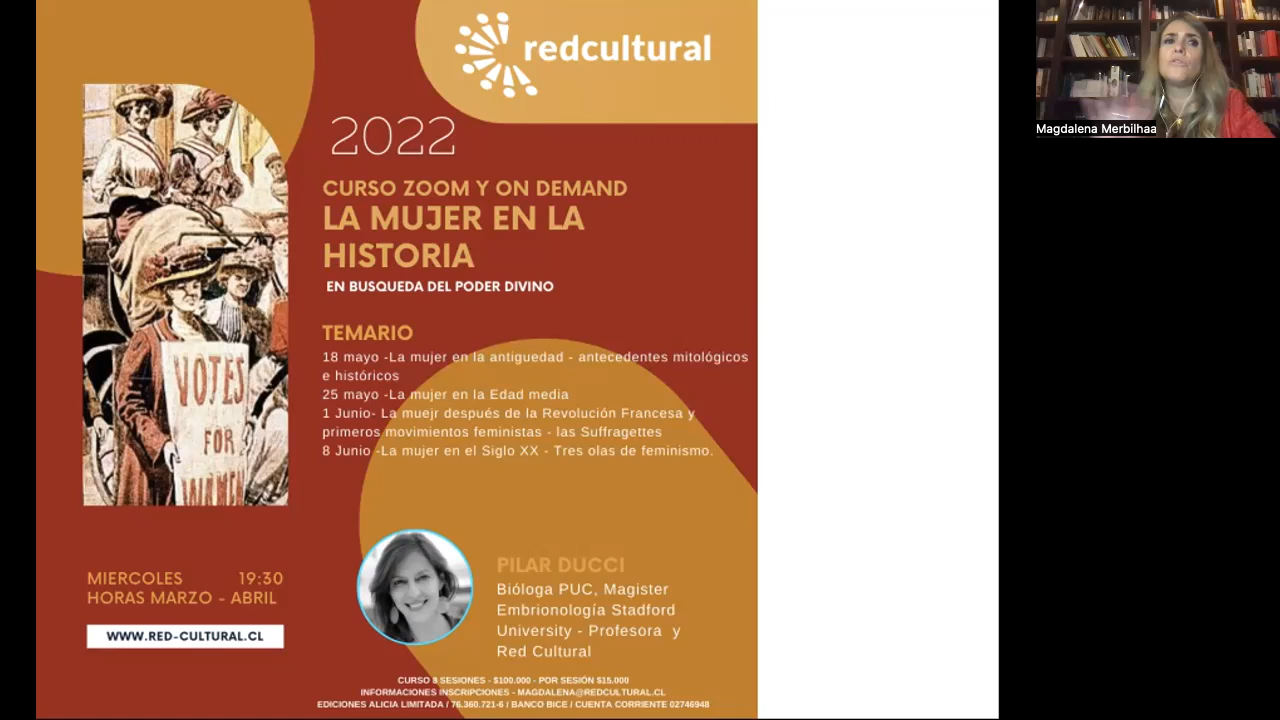 redcultural
2022
CURSO ZOOM Y ON DEMAND
LA MUJER EN LA
HISTORIA
EN BUSQUEDA DEL PODER DIVINO
TEMARIO
18 mayo -La mujer en la antiguedad - antecedentes mitológicos
e históricos
25 mayo -La mujer en la Edad media
1 Junio- La muejr después de la Revolución Francesa y
primeros movimientos feministas - las Suffragettes
8 Junio -La mujer en el Siglo XX - Tres olas de feminismo.
VOTES
FOR
WOMEN
MIERCOLES 19:30
HORAS MARZO - ABRIL
WWW.RED-CULTURAL.CL
PILAR DUCCI
Bióloga PUC, Magister
Embrionología Stadford
University - Profesora y
Red Cultural
CURSO 8 SESIONES - $100.000 - POR SESIÓN $15.000
INFORMACIONES INSCRIPCIONES - MAGDALENA@REDCULTURAL.CL
EDICIONES ALICIA LIMITADA / 76.360.721-6 / BANCO BICE / CUENTA CORRIENTE 02746948
Magdalena Merbilhaa